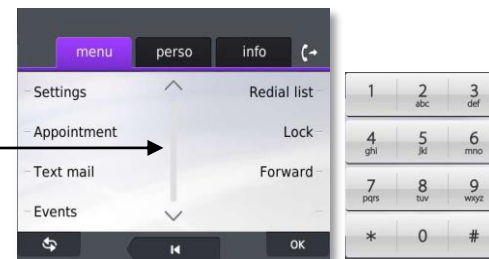 menu perso info
Settings Redial list
Appointment Lock
Text mail Forward
Events
OK
1 2 3
abc def
4 5 6
ghi jkl mno
7 8 9
pqrs tuv wxyz
* 0 #